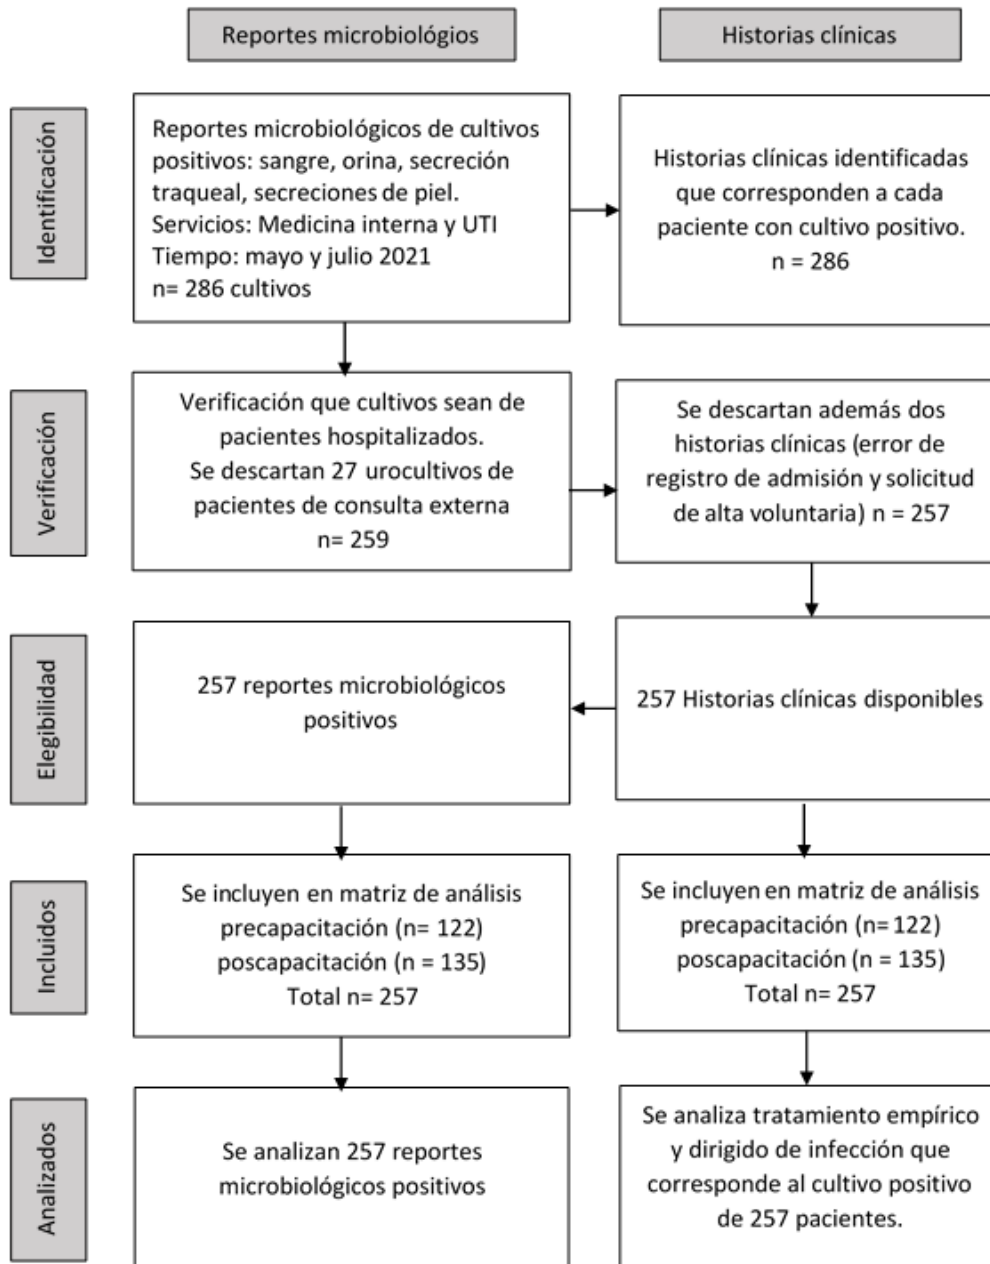 Reportes microbiológios
Historias clínicas
Identificación
Reportes microbiológicos de cultivos
positivos: sangre, orina, secreción
traqueal, secreciones de piel.
Servicios: Medicina interna y UTI
Tiempo: mayo y julio 2021
n= 286 cultivos
Historias clínicas identificadas
que corresponden a cada
paciente con cultivo positivo.
n = 286
Verificación
Verificación que cultivos sean de
pacientes hospitalizados.
Se descartan 27 urocultivos de
pacientes de consulta externa
n= 259
Se descartan además dos
historias clínicas (error de
registro de admisión y solicitud
de alta voluntaria) n = 257
Elegibilidad
257 reportes microbiológicos
positivos
257 Historias clínicas disponibles
Incluidos
Se incluyen en matriz de análisis
precapacitación (n= 122)
poscapacitación (n = 135)
Total n= 257
Se incluyen en matriz de análisis
precapacitación (n= 122)
poscapacitación (n = 135)
Total n= 257
Analizados
Se analizan 257 reportes
microbiológicos positivos
Se analiza tratamiento empírico
y dirigido de infección que
corresponde al cultivo positivo
de 257 pacientes.